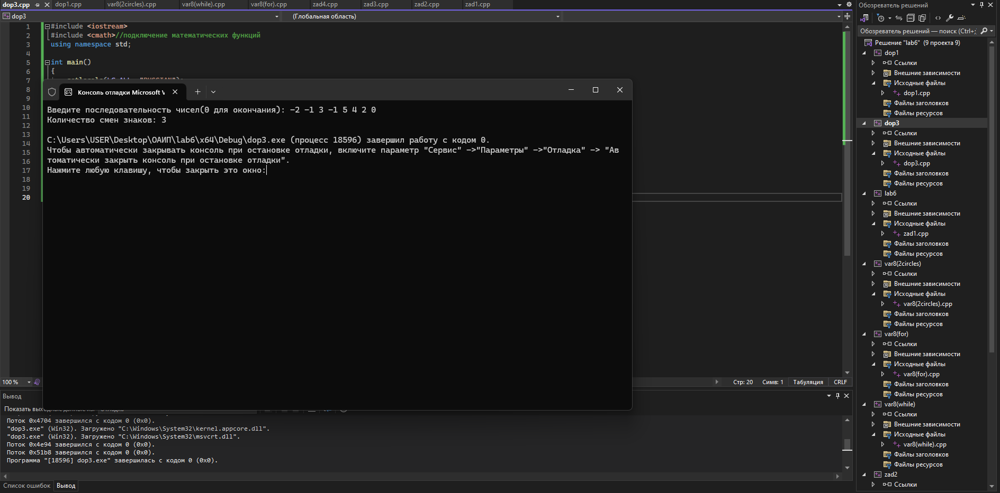 dop3.cpp dop1.cpp var8(2circles).cpp var8(while).cpp var8(for).cpp zad4.cpp zad3.cpp zad2.cpp zad1.cpp
dop3 (Глобальная область)
1 #include <iostream>
2 #include <cmath>//подключение математических функций
3 using namespace std;
4
5 int main()
6 {
7
8
9
10
11
12
13
14
15
16
17
18
19
20
Консоль отладки Microsoft V
Введите последовательность чисел(0 для окончания): -2 -1 3 -1 5 4 2 0
Количество смен знаков: 3
C:\Users\USER\Desktop\ОАИП\lab6\x64\Debug\dop3.exe (процесс 18596) завершил работу с кодом 0.
Чтобы автоматически закрывать консоль при остановке отладки, включите параметр "Сервис" ->"Параметры" ->"Отладка" -> "Ав
томатически закрыть консоль при остановке отладки".
Нажмите любую клавишу, чтобы закрыть это окно:
100 % Стр: 20 Симв: 1 Табуляция CRLF
Вывод
Показать выходные данные из:
Поток 0x4704 завершился с кодом 0 (0x0).
"dop3.exe" (Win32). Загружено "C:\Windows\System32\kernel.appcore.dll".
"dop3.exe" (Win32). Загружено "C:\Windows\System32\msvcrt.dll".
Поток 0x4e94 завершился с кодом 0 (0x0).
Поток 0x51b8 завершился с кодом 0 (0x0).
Программа "[18596] dop3.exe" завершилась с кодом 0 (0x0).
Список ошибок Вывод
Обозреватель решений
Обозреватель решений — поиск (Ctrl+;
Решение "lab6" (9 проекта 9)
dop1
Ссылки
Внешние зависимости
Исходные файлы
dop1.cpp
Файлы заголовков
Файлы ресурсов
dop3
Ссылки
Внешние зависимости
Исходные файлы
dop3.cpp
Файлы заголовков
Файлы ресурсов
lab6
Ссылки
Внешние зависимости
Исходные файлы
zad1.cpp
Файлы заголовков
Файлы ресурсов
var8(2circles)
Ссылки
Внешние зависимости
Исходные файлы
var8(2circles).cpp
Файлы заголовков
Файлы ресурсов
var8(for)
Ссылки
Внешние зависимости
Исходные файлы
var8(for).cpp
Файлы заголовков
Файлы ресурсов
var8(while)
Ссылки
Внешние зависимости
Исходные файлы
var8(while).cpp
Файлы заголовков
Файлы ресурсов
zad2
Ссылки